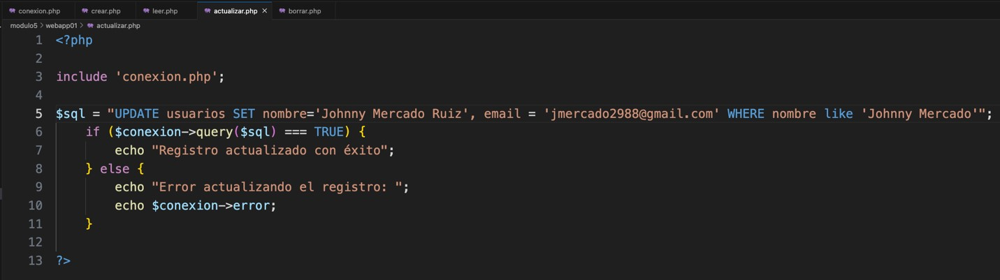 conexion.php crear.php leer.php actualizar.php × borrar.php
modulo5 > webapp01 > actualizar.php
1 <?php
2
3 include 'conexion.php';
4
5 $sql = "UPDATE usuarios SET nombre='Johnny Mercado Ruiz', email = 'jmercado2988@gmail.com' WHERE nombre like 'Johnny Mercado'";
6 if ($conexion->query($sql) === TRUE) {
7 echo "Registro actualizado con éxito";
8 } else {
9 echo "Error actualizando el registro: ";
10 echo $conexion->error;
11 }
12
13 ?>